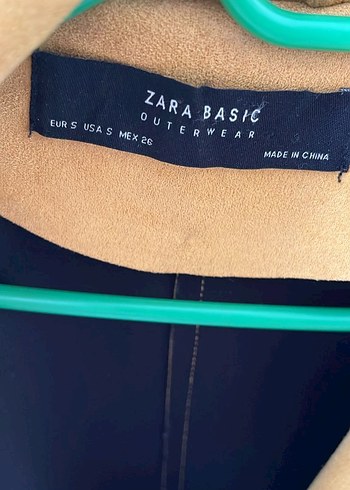 ZARA BASIC
OUTERWEAR
EUR S USA S MEX 26
MADE IN CHINA